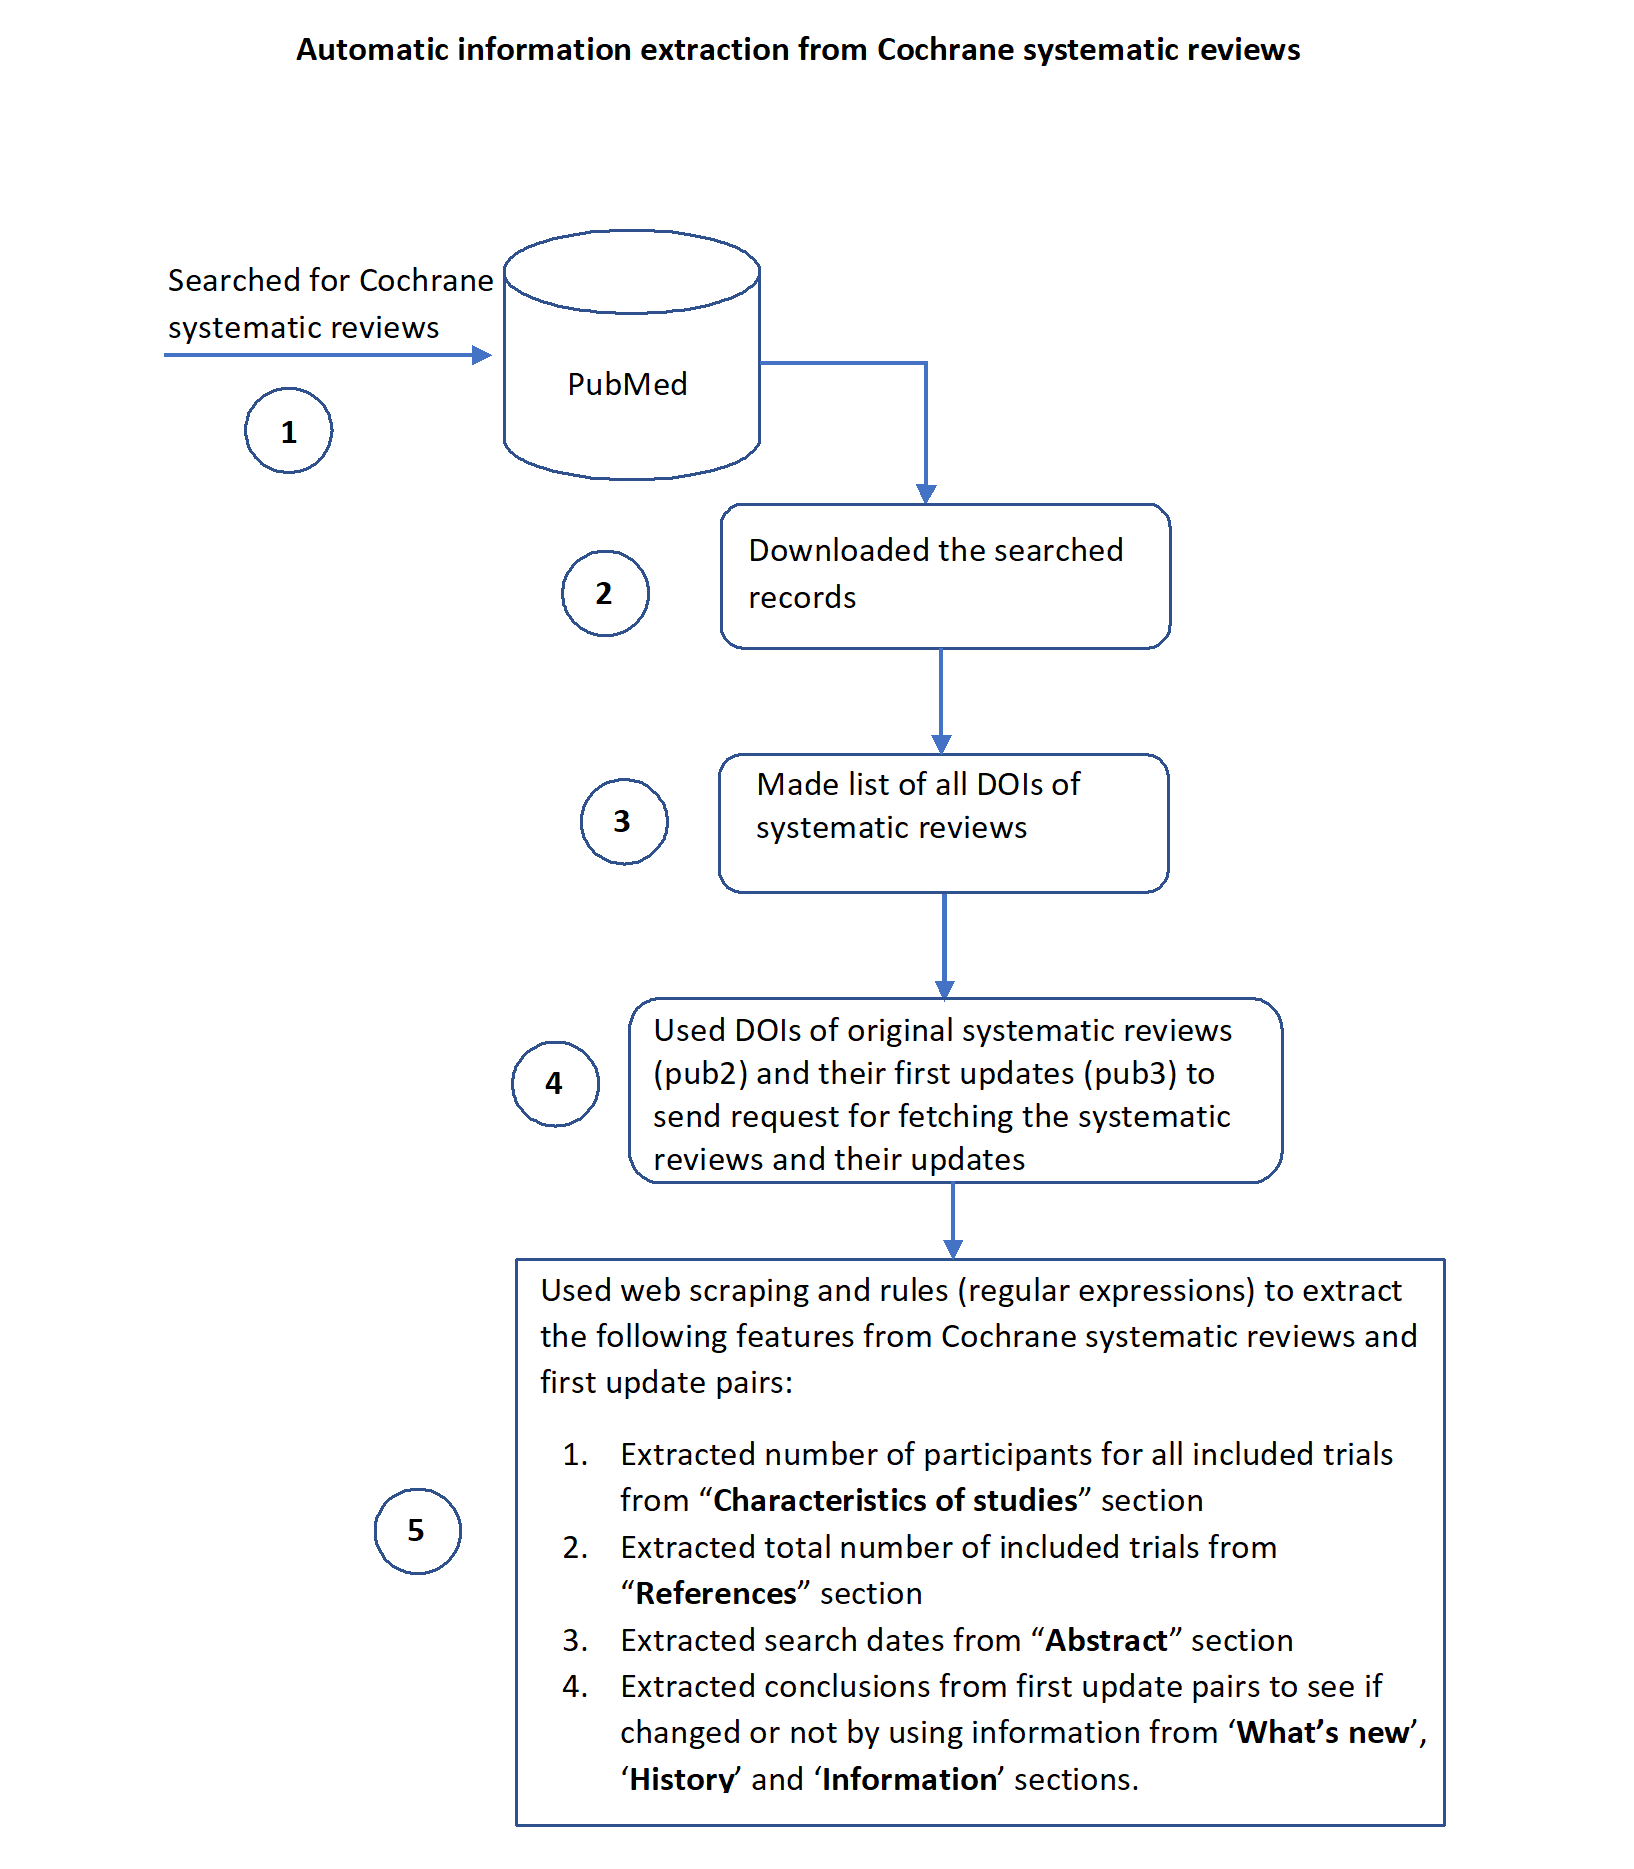 Automatic information extraction from Cochrane systematic reviews
Searched for Cochrane
systematic reviews
PubMed
1
Downloaded the searched
records
2
Made list of all DOIs of
systematic reviews
3
Used DOIs of original systematic reviews
(pub2) and their first updates (pub3) to
send request for fetching the systematic
reviews and their updates
4
Used web scraping and rules (regular expressions) to extract
the following features from Cochrane systematic reviews and
first update pairs:
1. Extracted number of participants for all included trials
from “Characteristics of studies” section
2. Extracted total number of included trials from
“References” section
3. Extracted search dates from “Abstract” section
4. Extracted conclusions from first update pairs to see if
changed or not by using information from ‘What’s new’,
‘History’ and ‘Information’ sections.
5